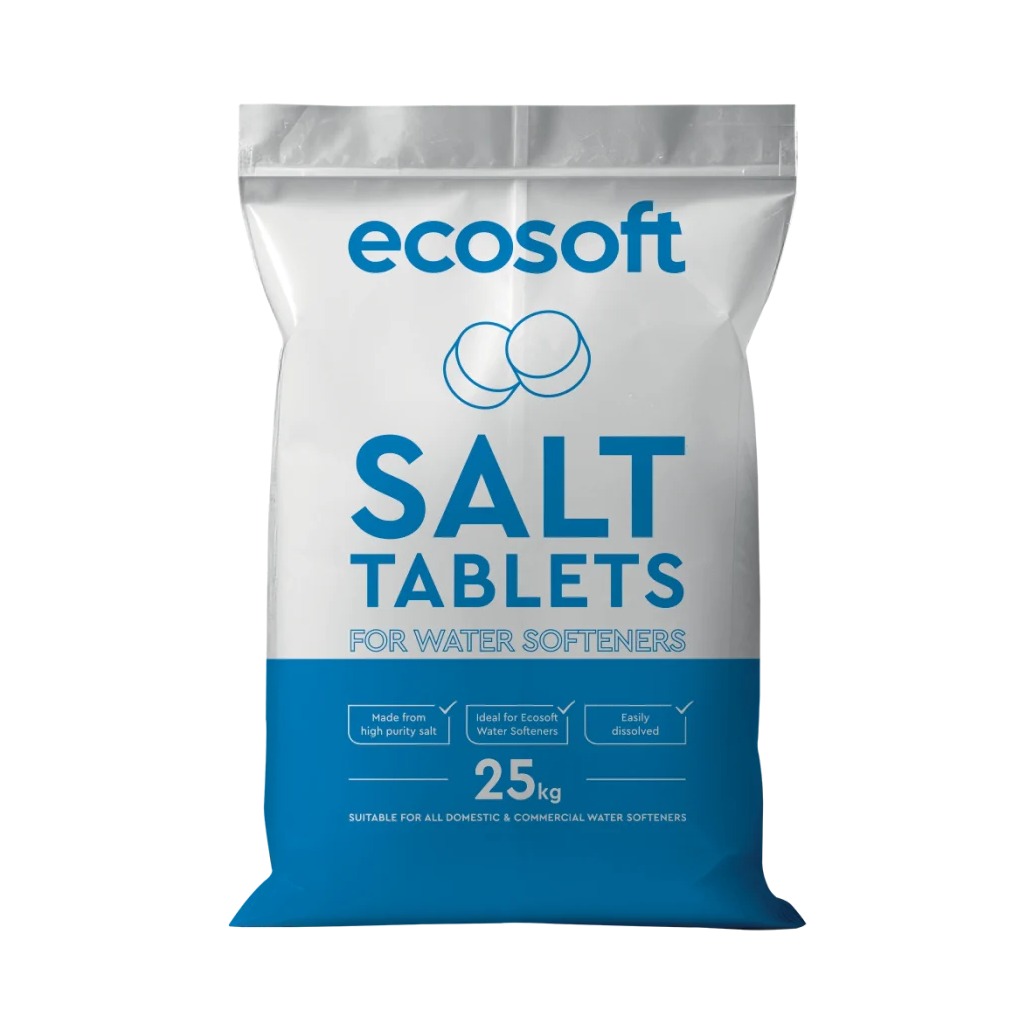 ecosoft
SALT
TABLETS
FOR WATER SOFTENERS
Made from
high purity salt
Ideal for Ecosoft
Water Softeners
Easily
dissolved
25kg
SUITABLE FOR ALL DOMESTIC & COMMERCIAL WATER SOFTENERS